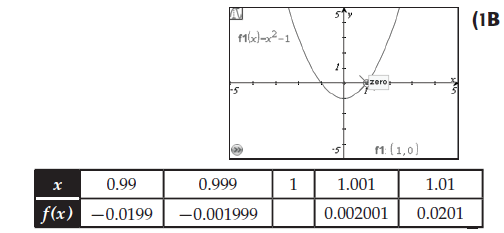 5 y
(1B
f1(x)=x²-1
1
zero
x
-5
1
5
-5
f1: (1,0)
x 0.99 0.999 1 1.001 1.01
f(x) −0.0199 −0.001999 0.002001 0.0201